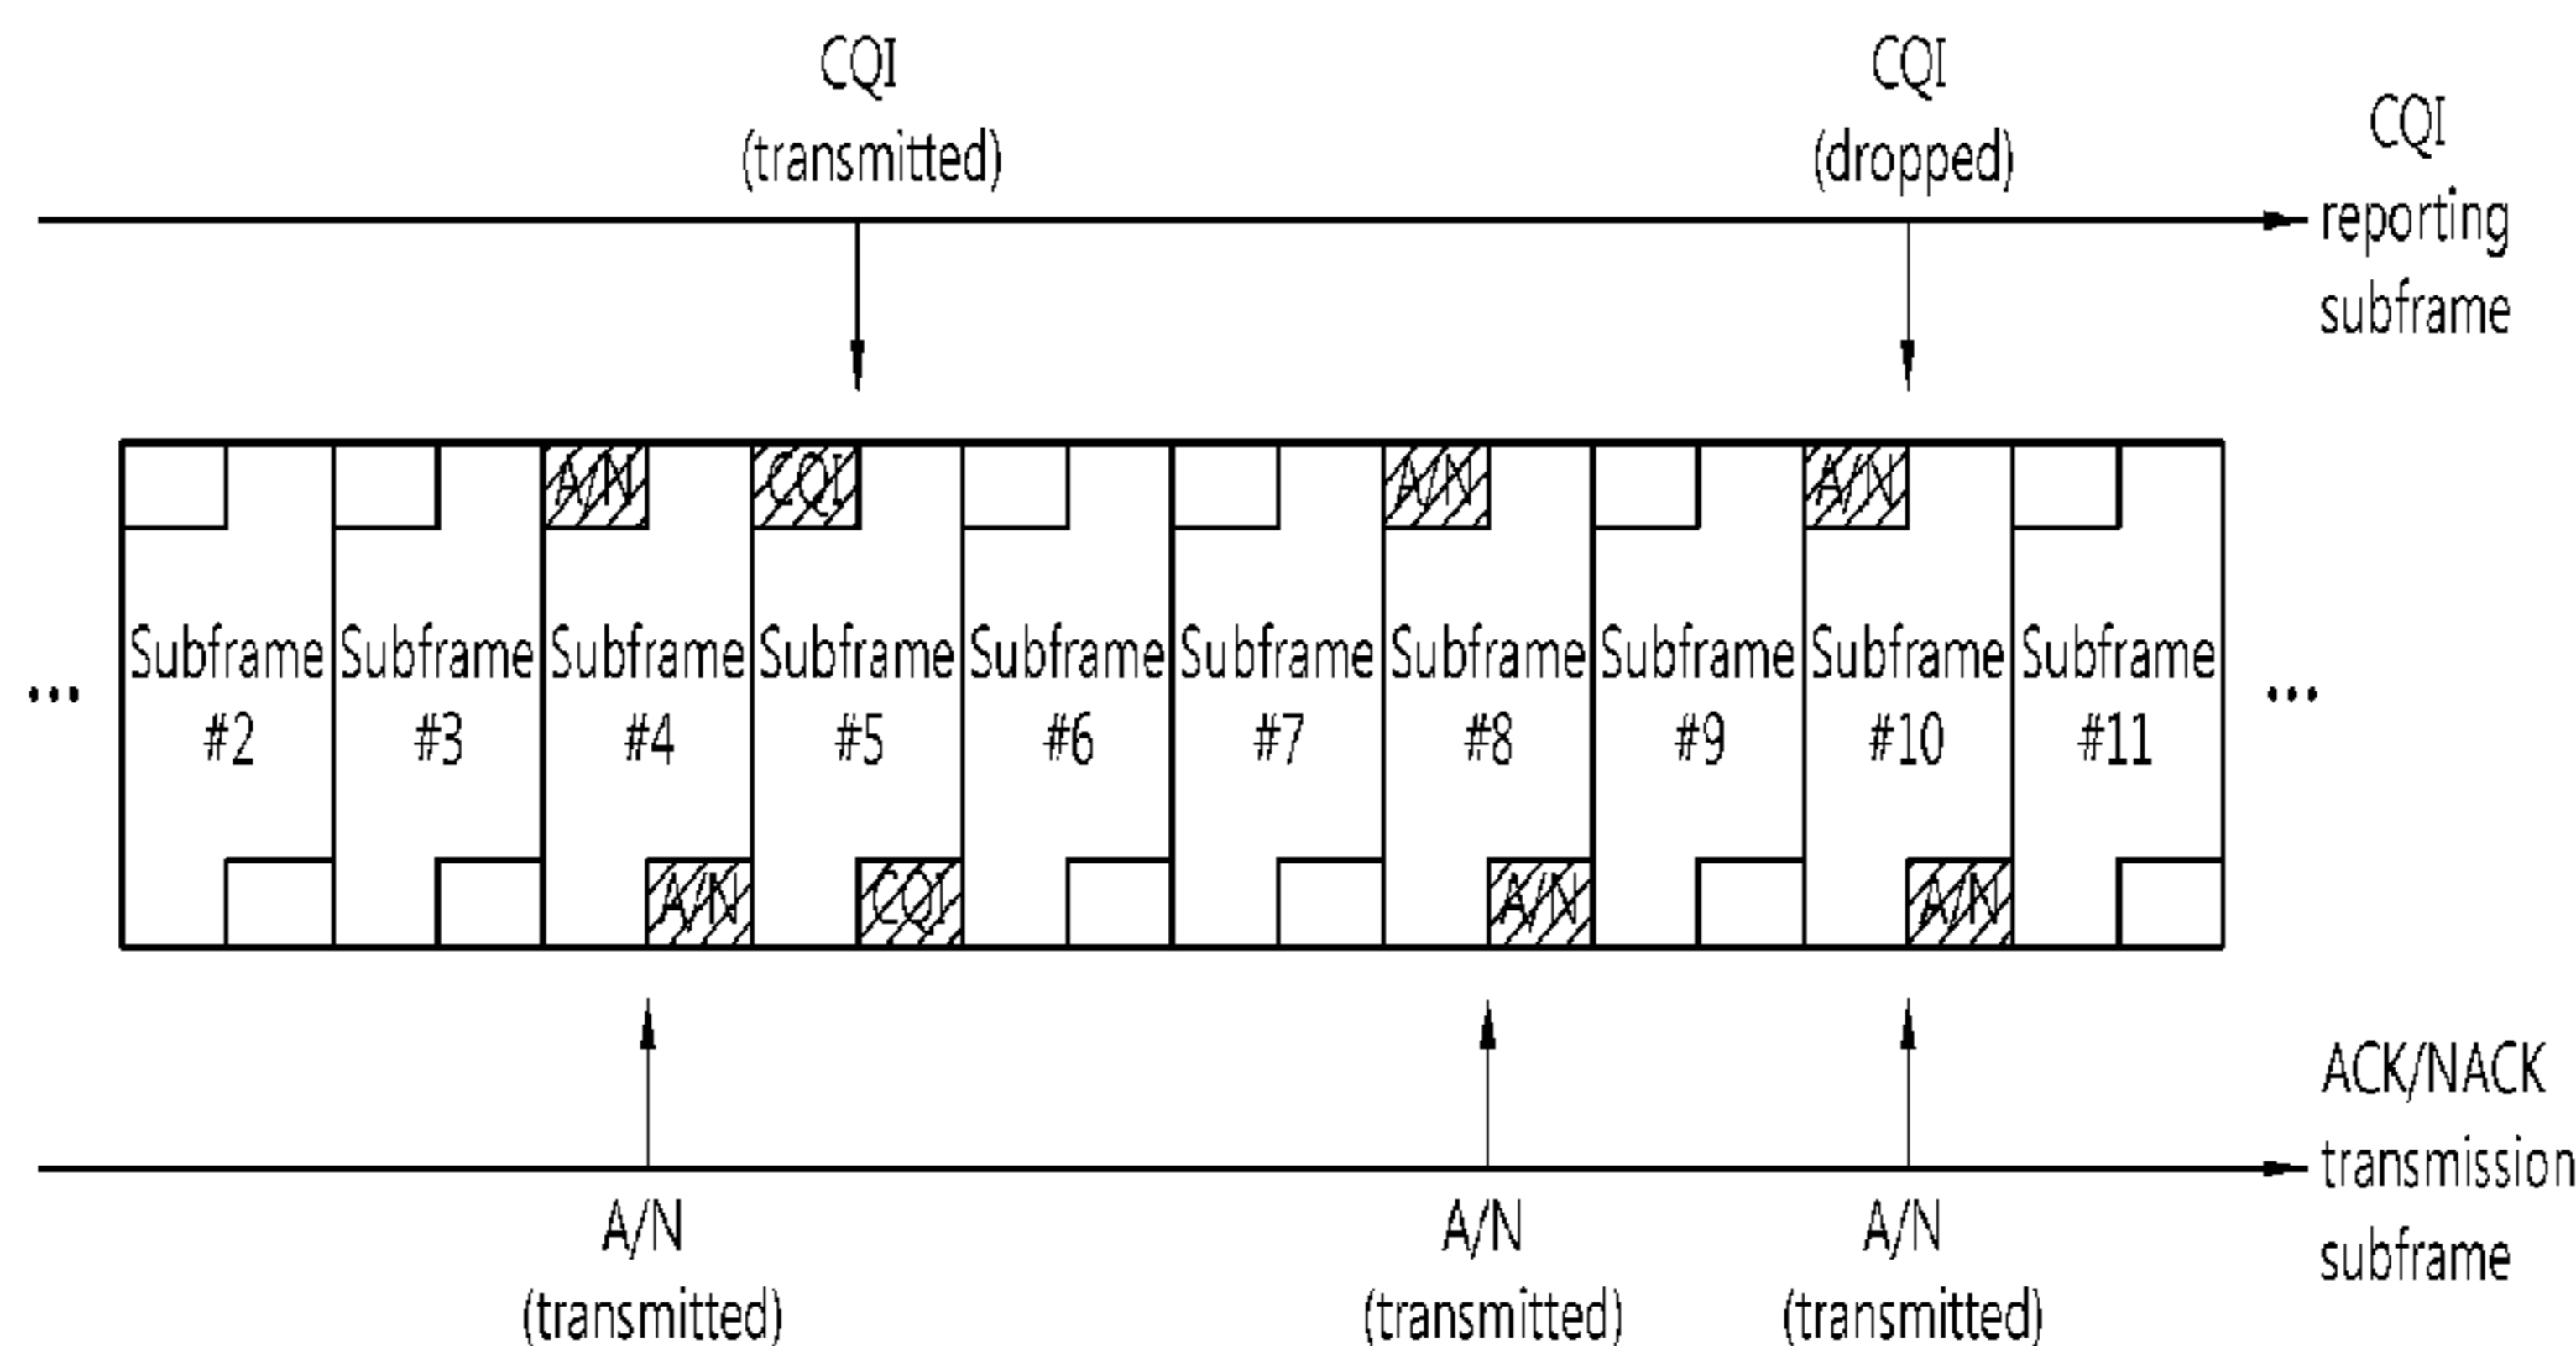 CQI
(transmitted)
CQI
(dropped)
CQI
reporting
subframe
A/N
CQI
A/N
A/N
...
Subframe
#2
Subframe
#3
Subframe
#4
Subframe
#5
Subframe
#6
Subframe
#7
Subframe
#8
Subframe
#9
Subframe
#10
Subframe
#11
...
A/N
CQI
A/N
A/N
ACK/NACK
transmission
subframe
A/N
(transmitted)
A/N
(transmitted)
A/N
(transmitted)